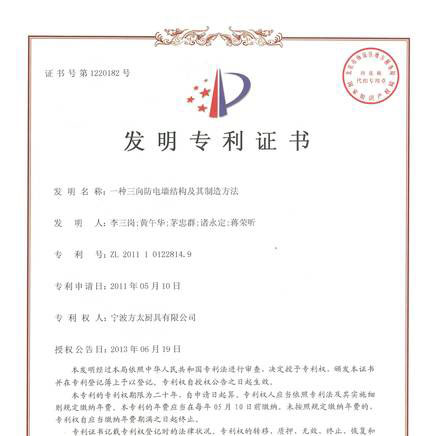 证书号第1220182号
发明专利证书
发 明 名 称:一种三向防电墙结构及其制造方法
发 明 人:李三岗;黄午华;茅忠群;诸永定;蒋荣昕
专 利 号:ZL 2011 1 0122814.9
专利申请日:2011年05月10日
专 利 权 人:宁波方太厨具有限公司
授权公告日:2013年06月19日
本发明经过本局依照中华人民共和国专利法进行审查,决定授予专利权,颁发本证书
并在专利登记簿上予以登记。专利权自授权公告之日起生效。
本专利的专利权期限为二十年,自申请日起算。专利权人应当依照专利法及其实施细
则规定缴纳年费。本专利的年费应当在每年05月10日前缴纳。未按照规定缴纳年费的,
专利权自应当缴纳年费期满之日起终止。
专利证书记载专利权登记时的法律状况。专利权的转移、质押、无效、终止、恢复和